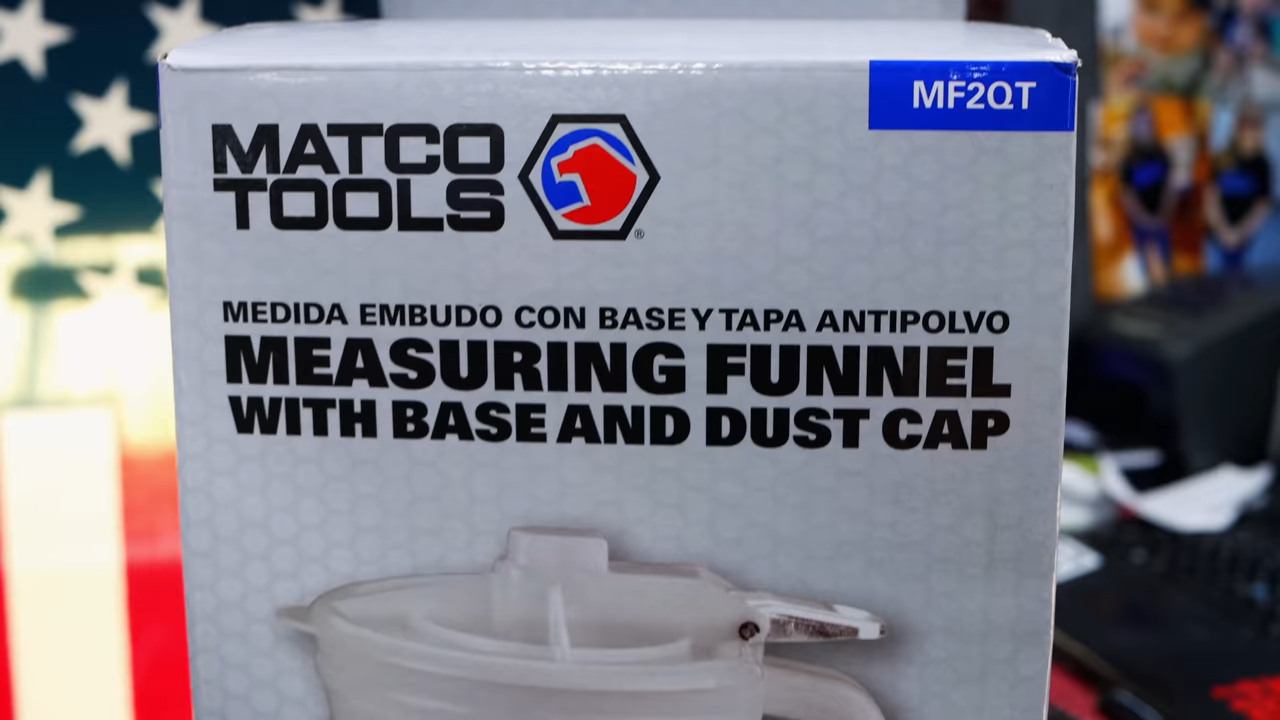 MF2QT
MATCO
TOOLS
®
MEDIDA EMBUDO CON BASE Y TAPA ANTIPOLVO
MEASURING FUNNEL
WITH BASE AND DUST CAP